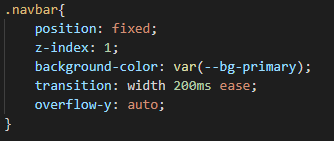 .navbar{
    position: fixed;
    z-index: 1;
    background-color: var(--bg-primary);
    transition: width 200ms ease;
    overflow-y: auto;
}